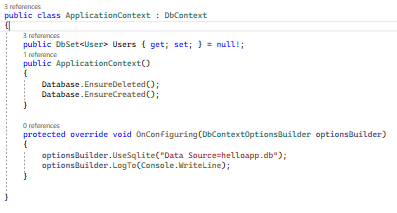 3 references
public class ApplicationContext : DbContext
{
3 references
public DbSet<User> Users { get; set; } = null!;
1 reference
public ApplicationContext()
{
Database.EnsureDeleted();
Database.EnsureCreated();
}
0 references
protected override void OnConfiguring(DbContextOptionsBuilder optionsBuilder)
{
optionsBuilder.UseSqlite("Data Source=helloapp.db");
optionsBuilder.LogTo(Console.WriteLine);
}
}